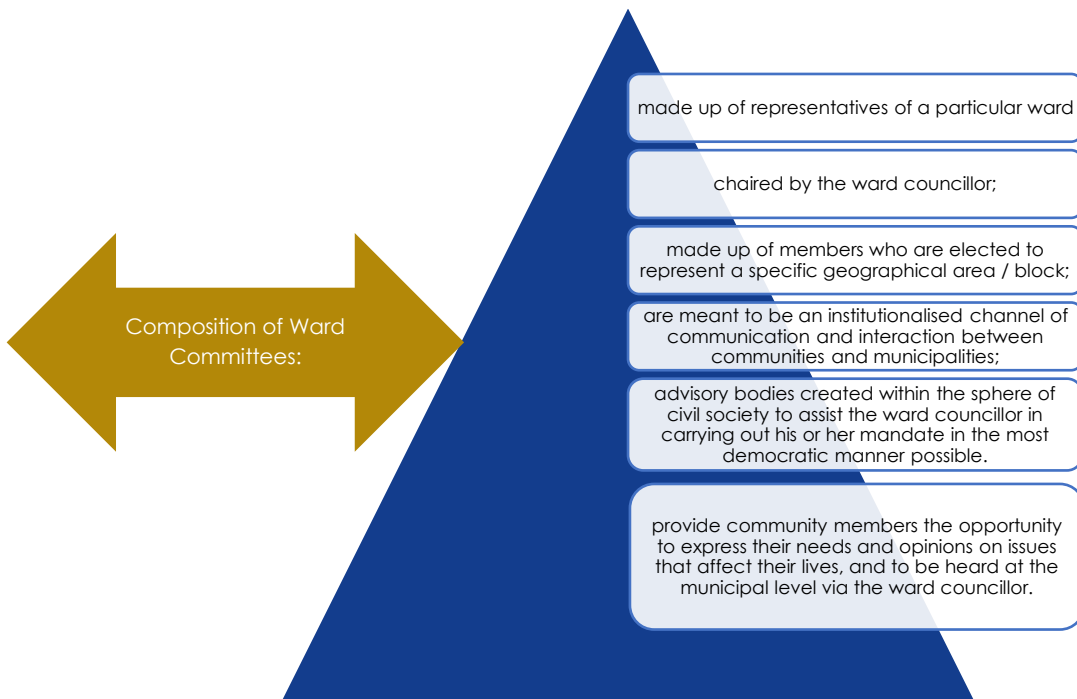 Composition of Ward
Committees:
made up of representatives of a particular ward
chaired by the ward councillor;
made up of members who are elected to
represent a specific geographical area / block;
are meant to be an institutionalised channel of
communication and interaction between
communities and municipalities;
advisory bodies created within the sphere of
civil society to assist the ward councillor in
carrying out his or her mandate in the most
democratic manner possible.
provide community members the opportunity
to express their needs and opinions on issues
that affect their lives, and to be heard at the
municipal level via the ward councillor.